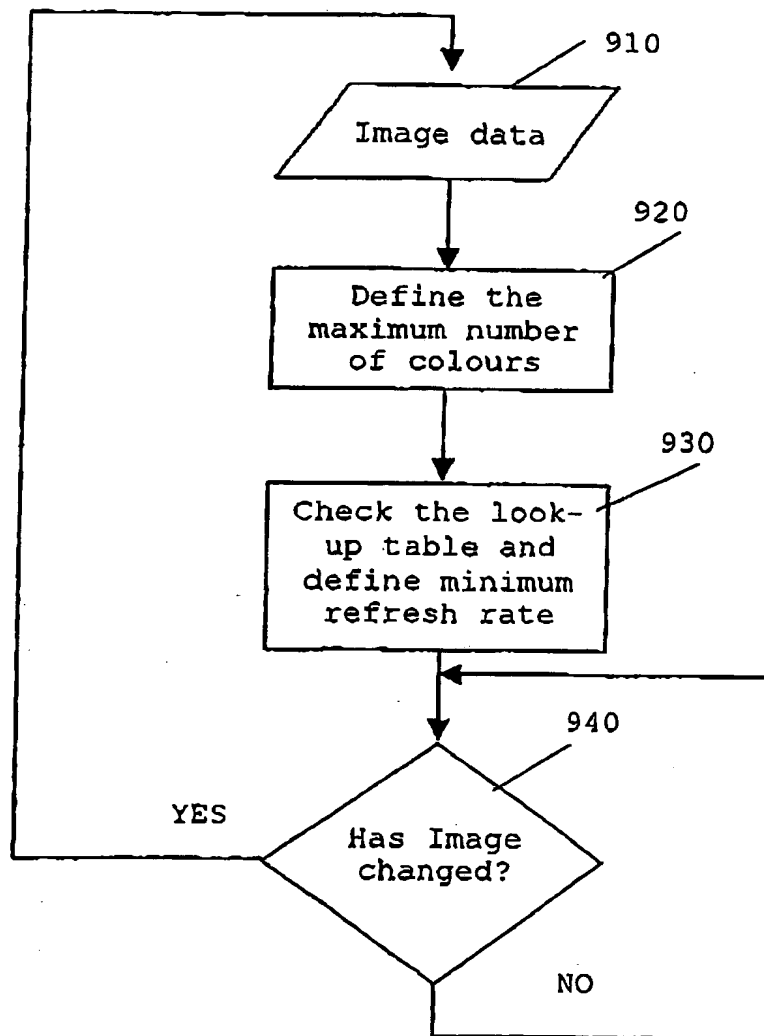 910
Image data
920
Define the
maximum number
of colours
930
Check the look-
up table and
define minimum
refresh rate
940
YES
Has Image
changed?
NO